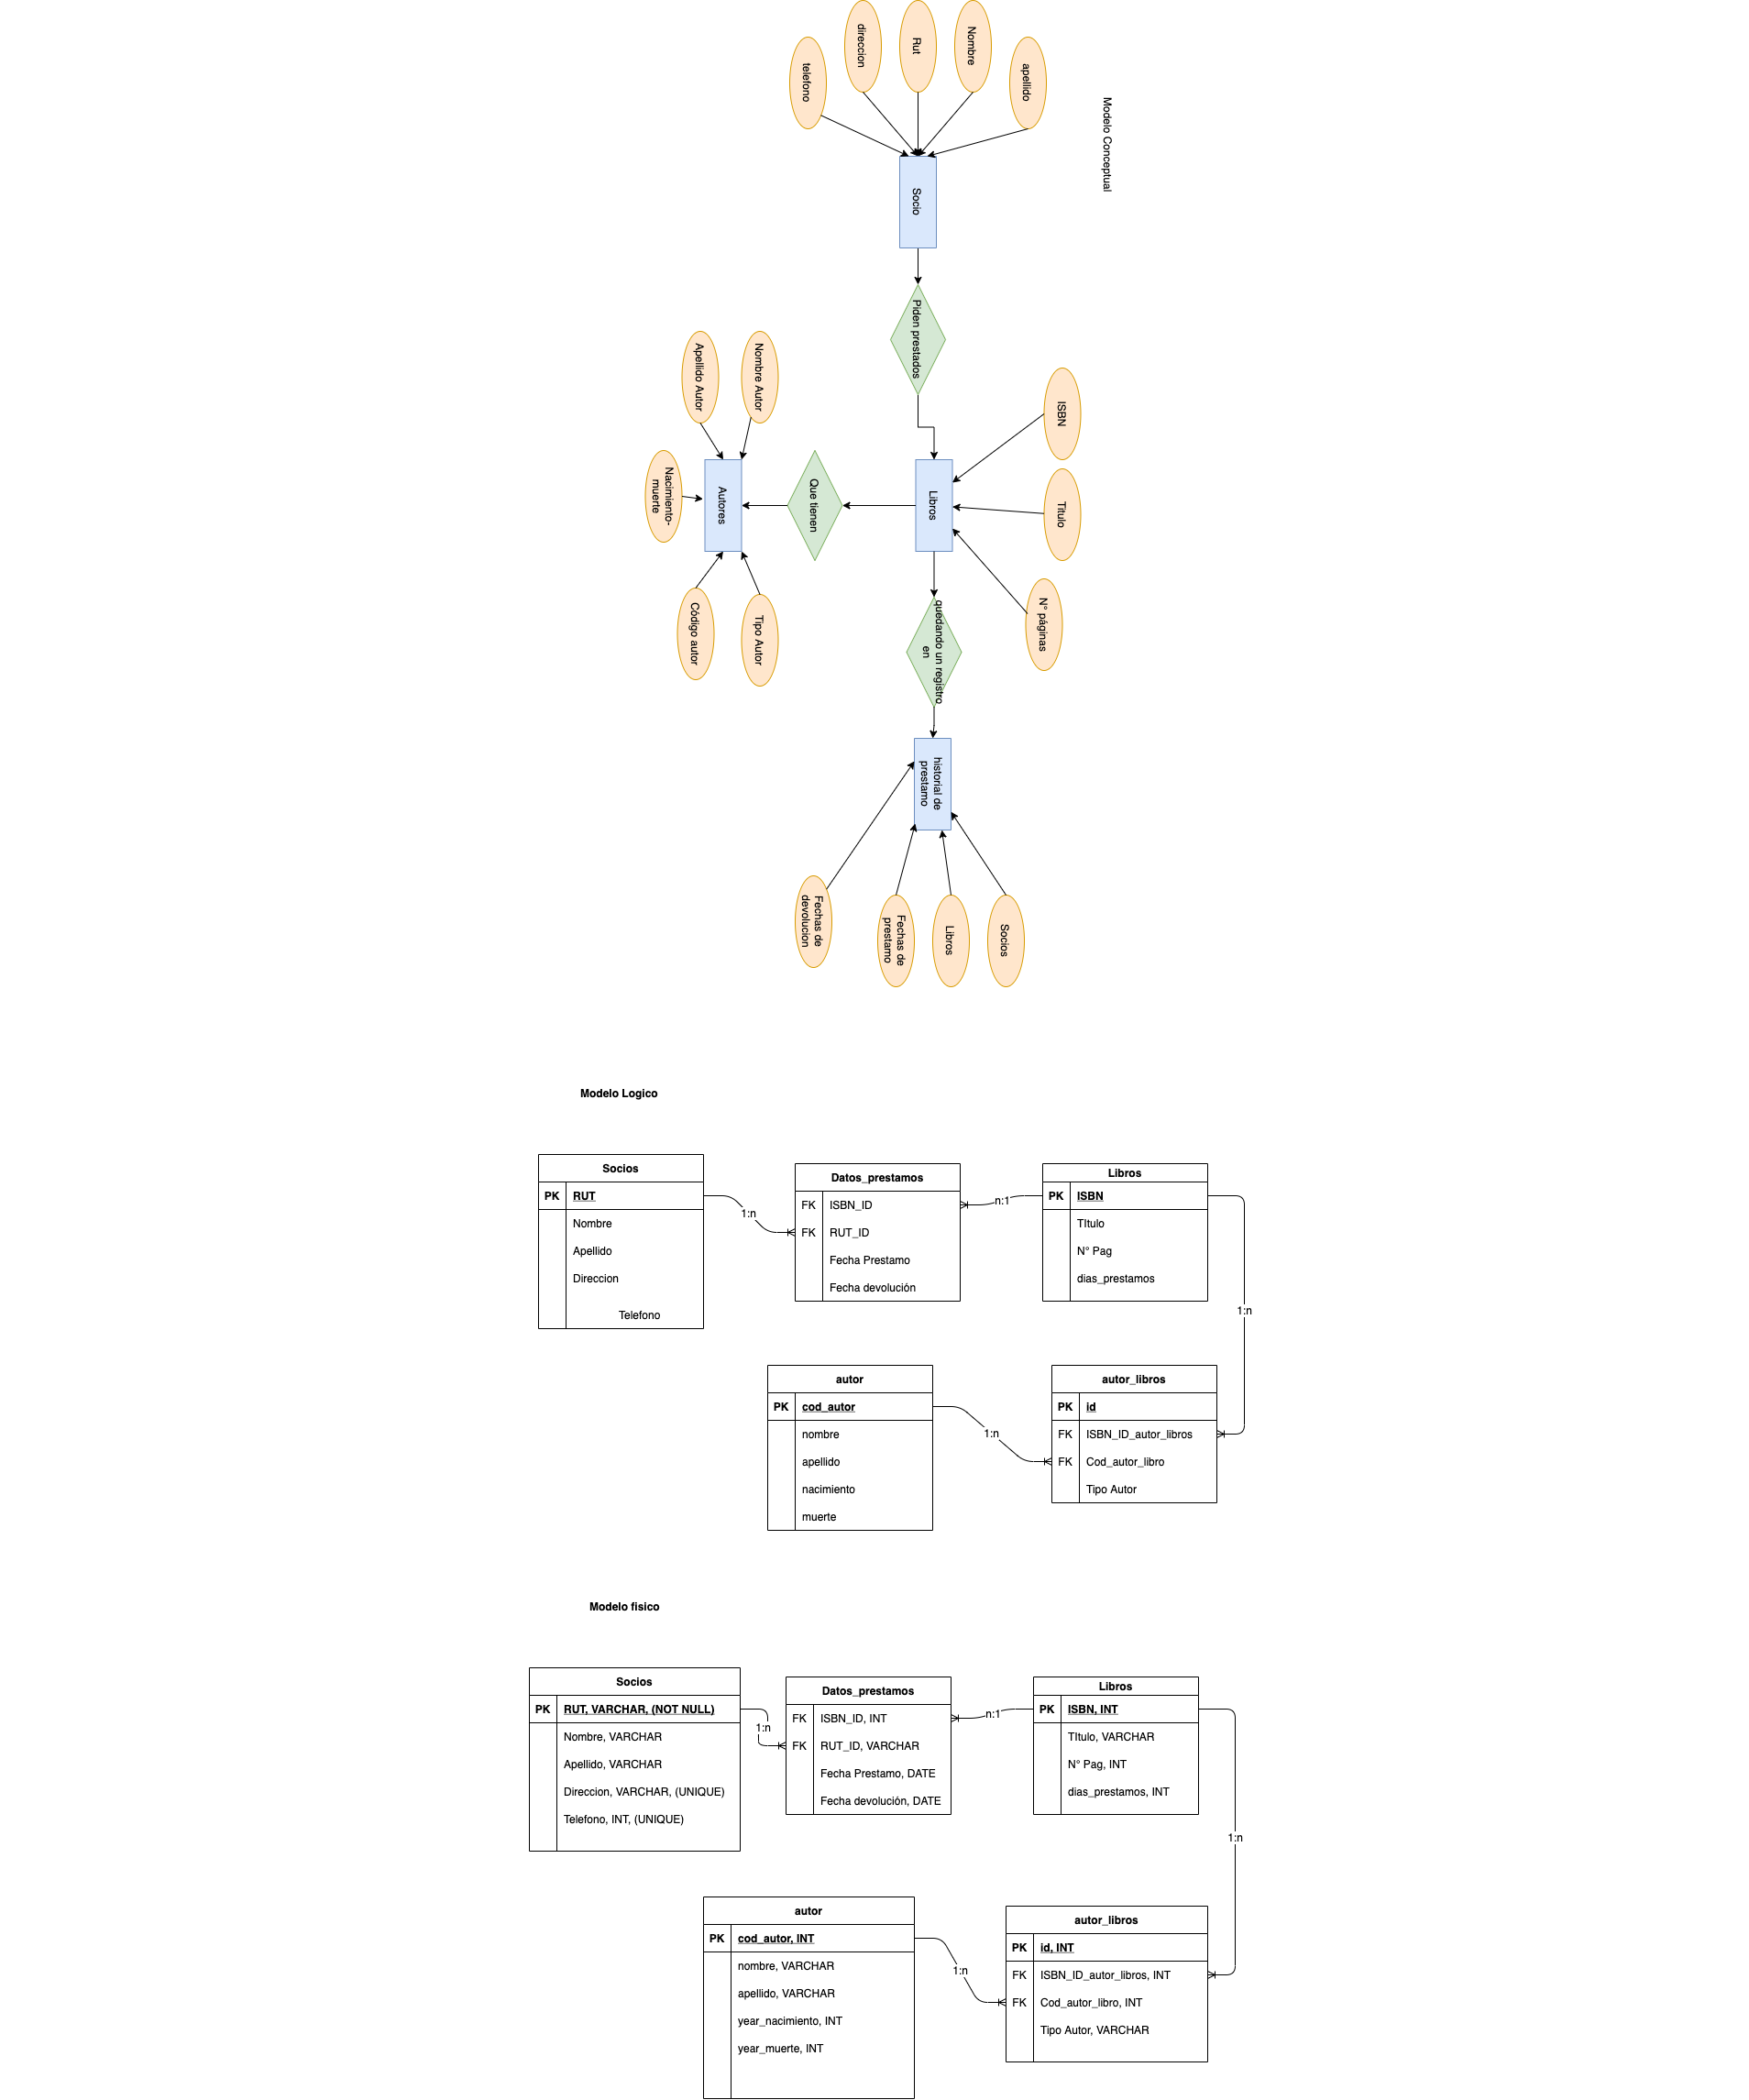 Modelo Conceptual
apellido
Nombre
Rut
direccion
telefono
Socio
Piden prestados
ISBN
Título
N° páginas
Libros
Que tienen
Nombre Autor
Apellido Autor
Nacimiento-
muerte
Autores
Código autor
Tipo Autor
quedando un registro
en
historial de
prestamo
Socios
Libros
Fechas de
prestamo
Fechas de
devolucion
Modelo Logico
Socios
PK RUT
Nombre
Apellido
Direccion
Telefono
1:n
Datos_prestamos
FK ISBN_ID
FK RUT_ID
Fecha Prestamo
Fecha devolución
n:1
Libros
PK ISBN
TItulo
N° Pag
dias_prestamos
1:n
autor
PK cod_autor
nombre
apellido
nacimiento
muerte
1:n
autor_libros
PK id
FK ISBN_ID_autor_libros
FK Cod_autor_libro
Tipo Autor
Modelo fisico
Socios
PK RUT, VARCHAR, (NOT NULL)
Nombre, VARCHAR
Apellido, VARCHAR
Direccion, VARCHAR, (UNIQUE)
Telefono, INT, (UNIQUE)
1:n
Datos_prestamos
FK ISBN_ID, INT
FK RUT_ID, VARCHAR
Fecha Prestamo, DATE
Fecha devolución, DATE
n:1
Libros
PK ISBN, INT
TItulo, VARCHAR
N° Pag, INT
dias_prestamos, INT
1:n
autor
PK cod_autor, INT
nombre, VARCHAR
apellido, VARCHAR
year_nacimiento, INT
year_muerte, INT
1:n
autor_libros
PK id, INT
FK ISBN_ID_autor_libros, INT
FK Cod_autor_libro, INT
Tipo Autor, VARCHAR